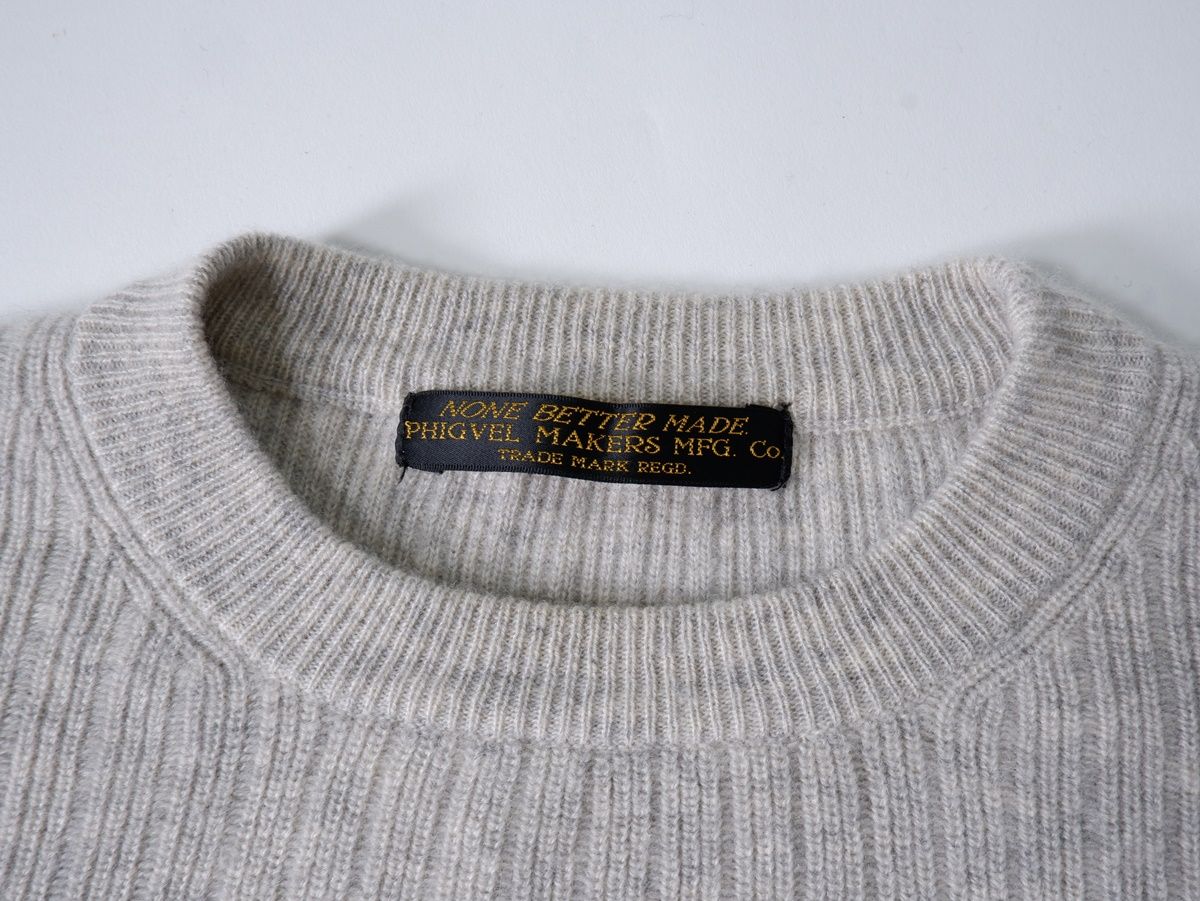 NONE BETTER MADE.
PHIGVEL MAKERS MFG. Co.
TRADE MARK REGD.